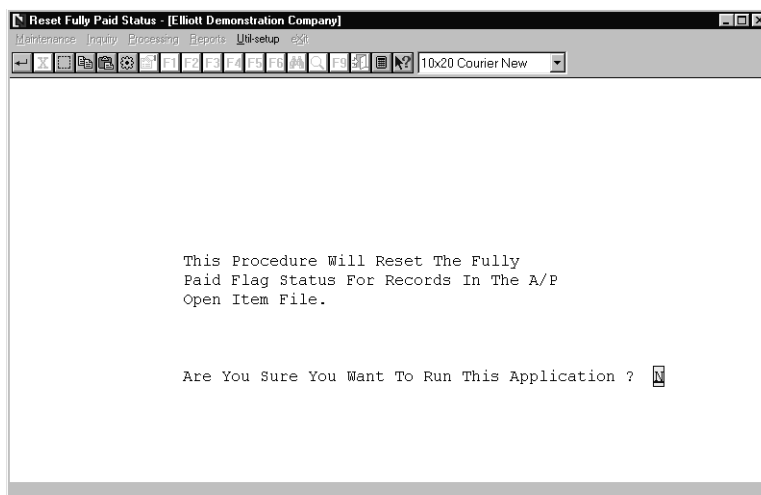 Reset Fully Paid Status - [Elliott Demonstration Company]
Maintenance Inquiry Processing Reports Util-setup eXit
F1 F2 F3 F4 F5 F6 F9 10x20 Courier New
This Procedure Will Reset The Fully
Paid Flag Status For Records In The A/P
Open Item File.
Are You Sure You Want To Run This Application ? N